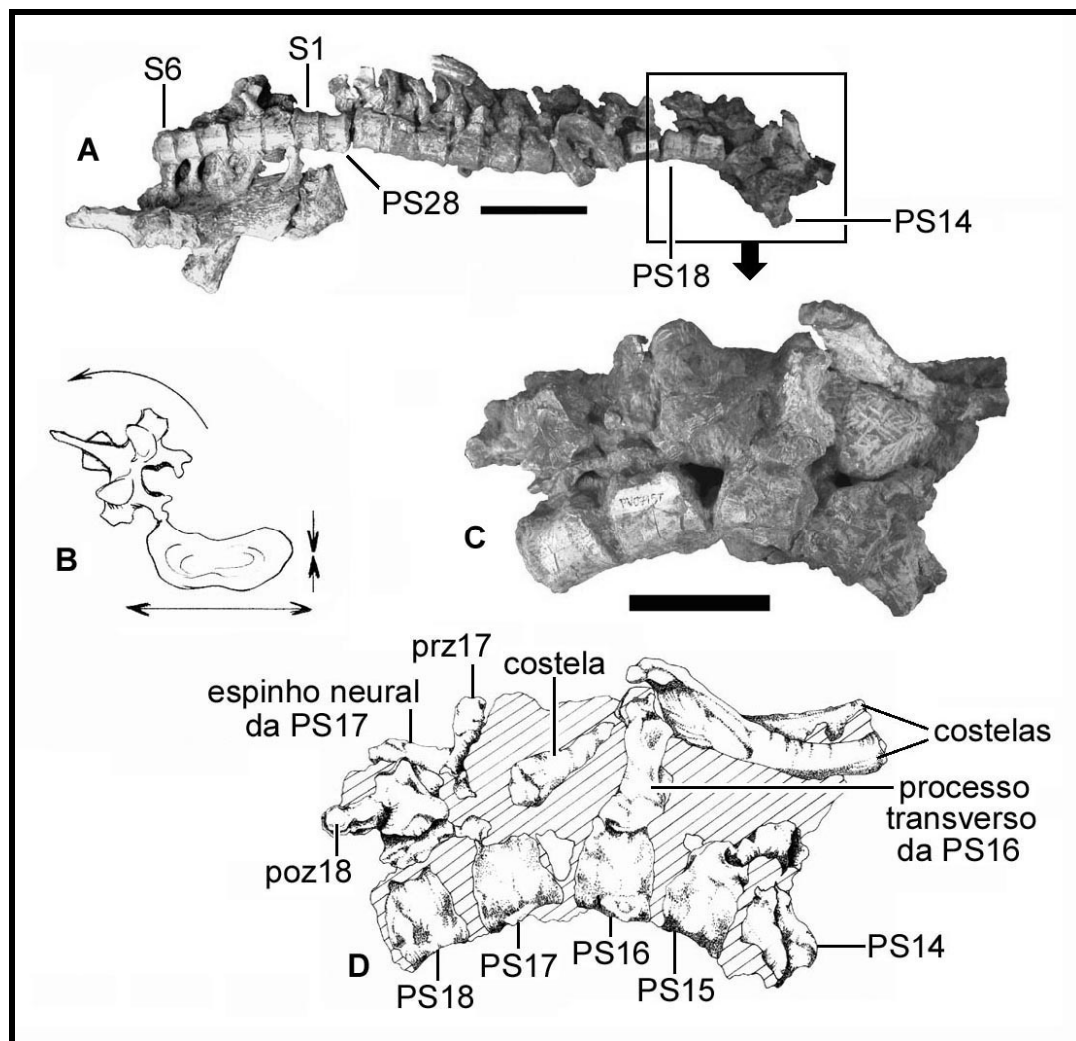 S6
S1
A
PS28
PS18
PS14
B
C
prz17
costela
espinho neural
da PS17
costelas
processo
transverso
da PS16
poz18
PS14
D
PS18
PS17
PS16
PS15